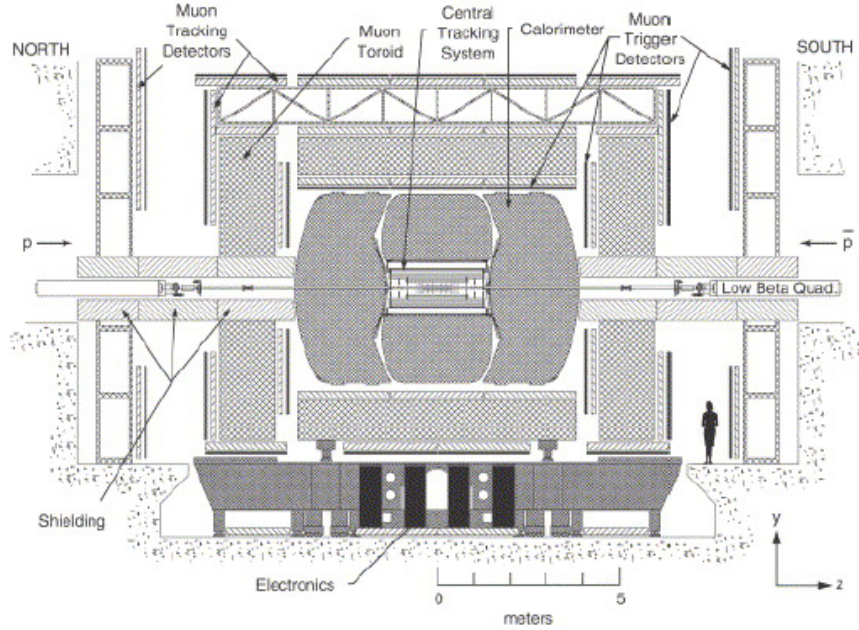 Muon
Tracking
Detectors
Muon
Toroid
Central
Tracking
System
Calorimeter
Muon
Trigger
Detectors
NORTH
SOUTH
p
p̅
Low Beta Quad.
Shielding
Electronics
0
5
meters
y
z